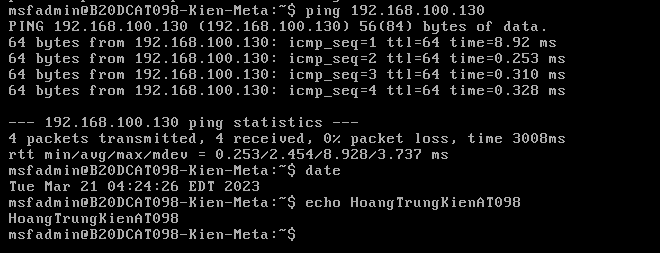 msfadmin@B20DCAT098-Kien-Meta:~$ ping 192.168.100.130
PING 192.168.100.130 (192.168.100.130) 56(84) bytes of data.
64 bytes from 192.168.100.130: icmp_seq=1 ttl=64 time=8.92 ms
64 bytes from 192.168.100.130: icmp_seq=2 ttl=64 time=0.253 ms
64 bytes from 192.168.100.130: icmp_seq=3 ttl=64 time=0.310 ms
64 bytes from 192.168.100.130: icmp_seq=4 ttl=64 time=0.328 ms
--- 192.168.100.130 ping statistics ---
4 packets transmitted, 4 received, 0% packet loss, time 3008ms
rtt min/avg/max/mdev = 0.253/2.454/8.928/3.737 ms
msfadmin@B20DCAT098-Kien-Meta:~$ date
Tue Mar 21 04:24:26 EDT 2023
msfadmin@B20DCAT098-Kien-Meta:~$ echo HoangTrungKienAT098
HoangTrungKienAT098
msfadmin@B20DCAT098-Kien-Meta:~$